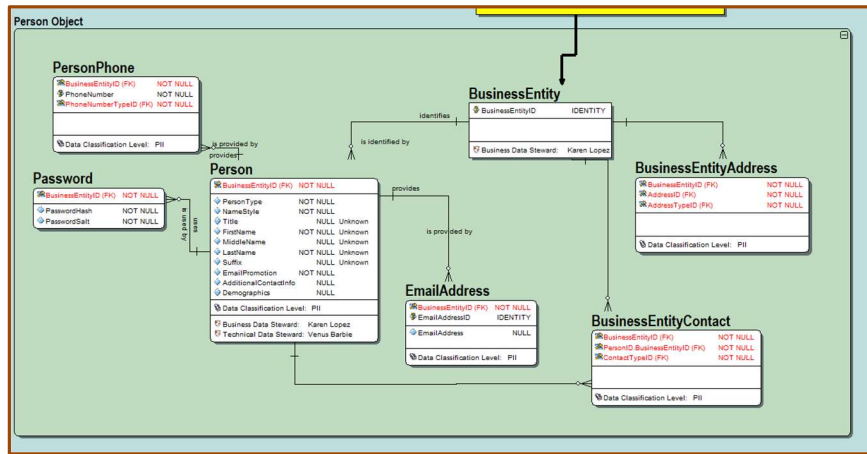 Person Object
PersonPhone
BusinessEntityID (FK) NOT NULL
PhoneNumber NOT NULL
PhoneNumberTypeID (FK) NOT NULL
Data Classification Level: PII
BusinessEntity
BusinessEntityID IDENTITY
Business Data Steward: Karen Lopez
identifies
is identified by
is provided by
provides
BusinessEntityAddress
BusinessEntityID (FK) NOT NULL
AddressID (FK) NOT NULL
AddressTypeID (FK) NOT NULL
Data Classification Level: PII
Password
BusinessEntityID (FK) NOT NULL
PasswordHash NOT NULL
PasswordSalt NOT NULL
uses
is used by
Person
BusinessEntityID (FK) NOT NULL
PersonType NOT NULL
NameStyle NOT NULL
Title NULL Unknown
FirstName NOT NULL Unknown
MiddleName NULL Unknown
LastName NOT NULL Unknown
Suffix NULL Unknown
EmailPromotion NOT NULL
AdditionalContactInfo NULL
Demographics NULL
Data Classification Level: PII
Business Data Steward: Karen Lopez
Technical Data Steward: Venus Barbie
provides
is provided by
EmailAddress
BusinessEntityID (FK) NOT NULL
EmailAddressID IDENTITY
EmailAddress NULL
Data Classification Level: PII
BusinessEntityContact
BusinessEntityID (FK) NOT NULL
PersonID.BusinessEntityID (FK) NOT NULL
ContactTypeID (FK) NOT NULL
Data Classification Level: PII